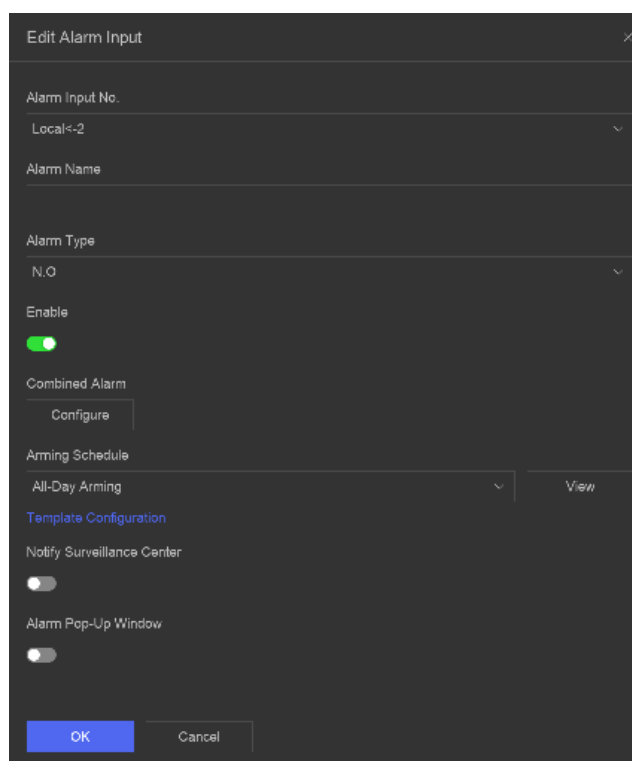 Edit Alarm Input
Alarm Input No.
Local<-2
Alarm Name
Alarm Type
N.O
Enable
Combined Alarm
Configure
Arming Schedule
All-Day Arming
View
Template Configuration
Notify Surveillance Center
Alarm Pop-Up Window
OK
Cancel